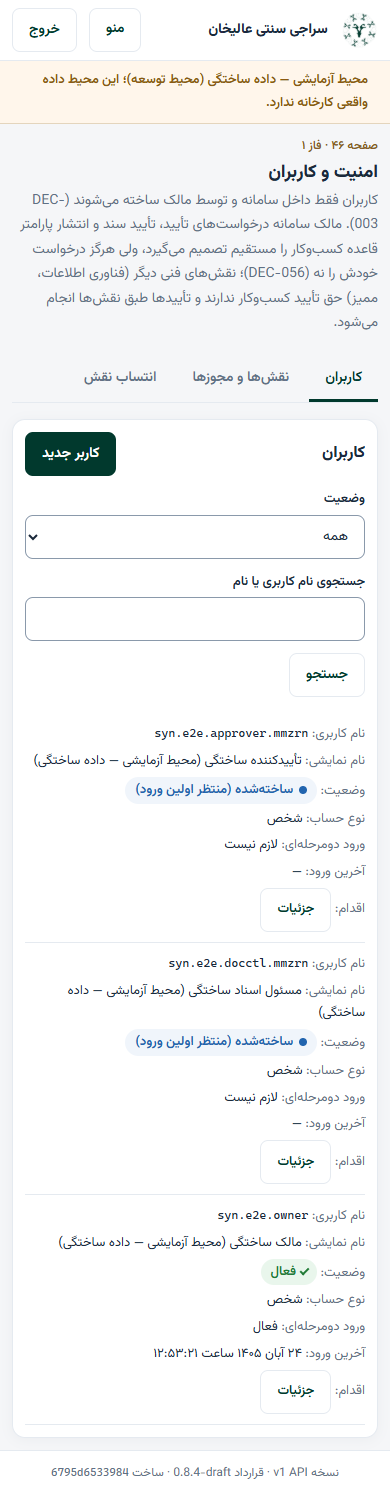 سراجی سنتی عالیخان
منو
خروج
محیط آزمایشی — داده ساختگی (محیط توسعه)؛ این محیط داده
واقعی کارخانه ندارد.
صفحه ۴۶ · فاز ۱
امنیت و کاربران
کاربران فقط داخل سامانه و توسط مالک ساخته می‌شوند (DEC-
003). مالک سامانه درخواست‌های تأیید، تأیید سند و انتشار پارامتر
قاعده کسب‌وکار را مستقیم تصمیم می‌گیرد، ولی هرگز درخواست
خودش را نه (DEC-056)؛ نقش‌های فنی دیگر (فناوری اطلاعات،
ممیز) حق تأیید کسب‌وکار ندارند و تأییدها طبق نقش‌ها انجام
می‌شود.
کاربران
نقش‌ها و مجوزها
انتساب نقش
کاربران
کاربر جدید
وضعیت
همه
جستجوی نام کاربری یا نام
جستجو
نام کاربری: syn.e2e.approver.mmzrn
نام نمایشی: تأییدکننده ساختگی (محیط آزمایشی — داده ساختگی)
وضعیت: ساخته‌شده (منتظر اولین ورود)
نوع حساب: شخص
ورود دومرحله‌ای: لازم نیست
آخرین ورود: —
اقدام: جزئیات
نام کاربری: syn.e2e.docctl.mmzrn
نام نمایشی: مسئول اسناد ساختگی (محیط آزمایشی — داده
ساختگی)
وضعیت: ساخته‌شده (منتظر اولین ورود)
نوع حساب: شخص
ورود دومرحله‌ای: لازم نیست
آخرین ورود: —
اقدام: جزئیات
نام کاربری: syn.e2e.owner
نام نمایشی: مالک ساختگی (محیط آزمایشی — داده ساختگی)
وضعیت: ✓ فعال
نوع حساب: شخص
ورود دومرحله‌ای: فعال
آخرین ورود: ۲۴ آبان ۱۴۰۵ ساعت ۱۲:۵۳:۲۱
اقدام: جزئیات
نسخه v1 API · قرارداد 0.8.4-draft · ساخت 6795d6533984